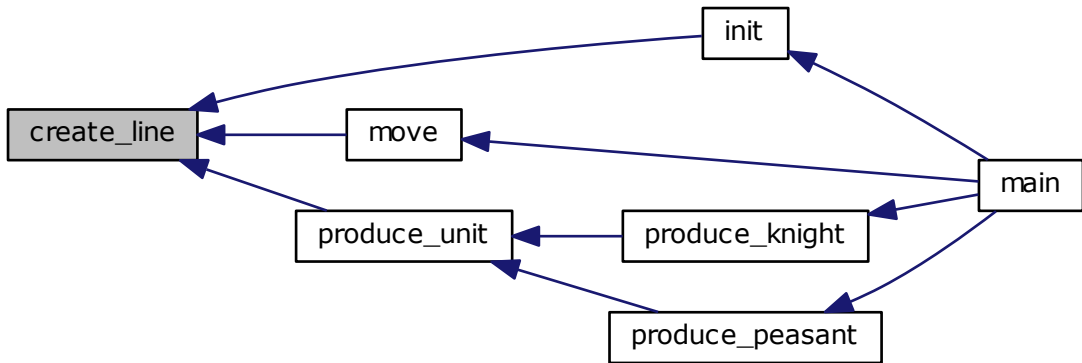 init
create_line
move
main
produce_unit
produce_knight
produce_peasant